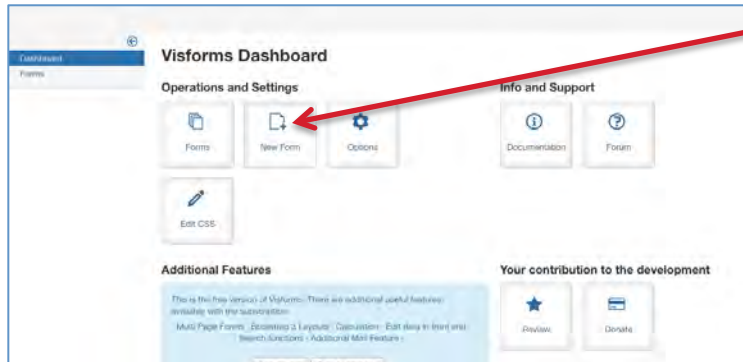 Dashboard
Forms
Visforms Dashboard
Operations and Settings
Forms
New Form
Options
Edit CSS
Info and Support
Documentation
Forum
Additional Features
This is the free version of Visforms. There are additional useful features
available with the subscription.
Multi Page Forms · Layouts · Calculation · Edit data in front end
Search functions · Additional Mail Feature ·
Your contribution to the development
Review
Donate